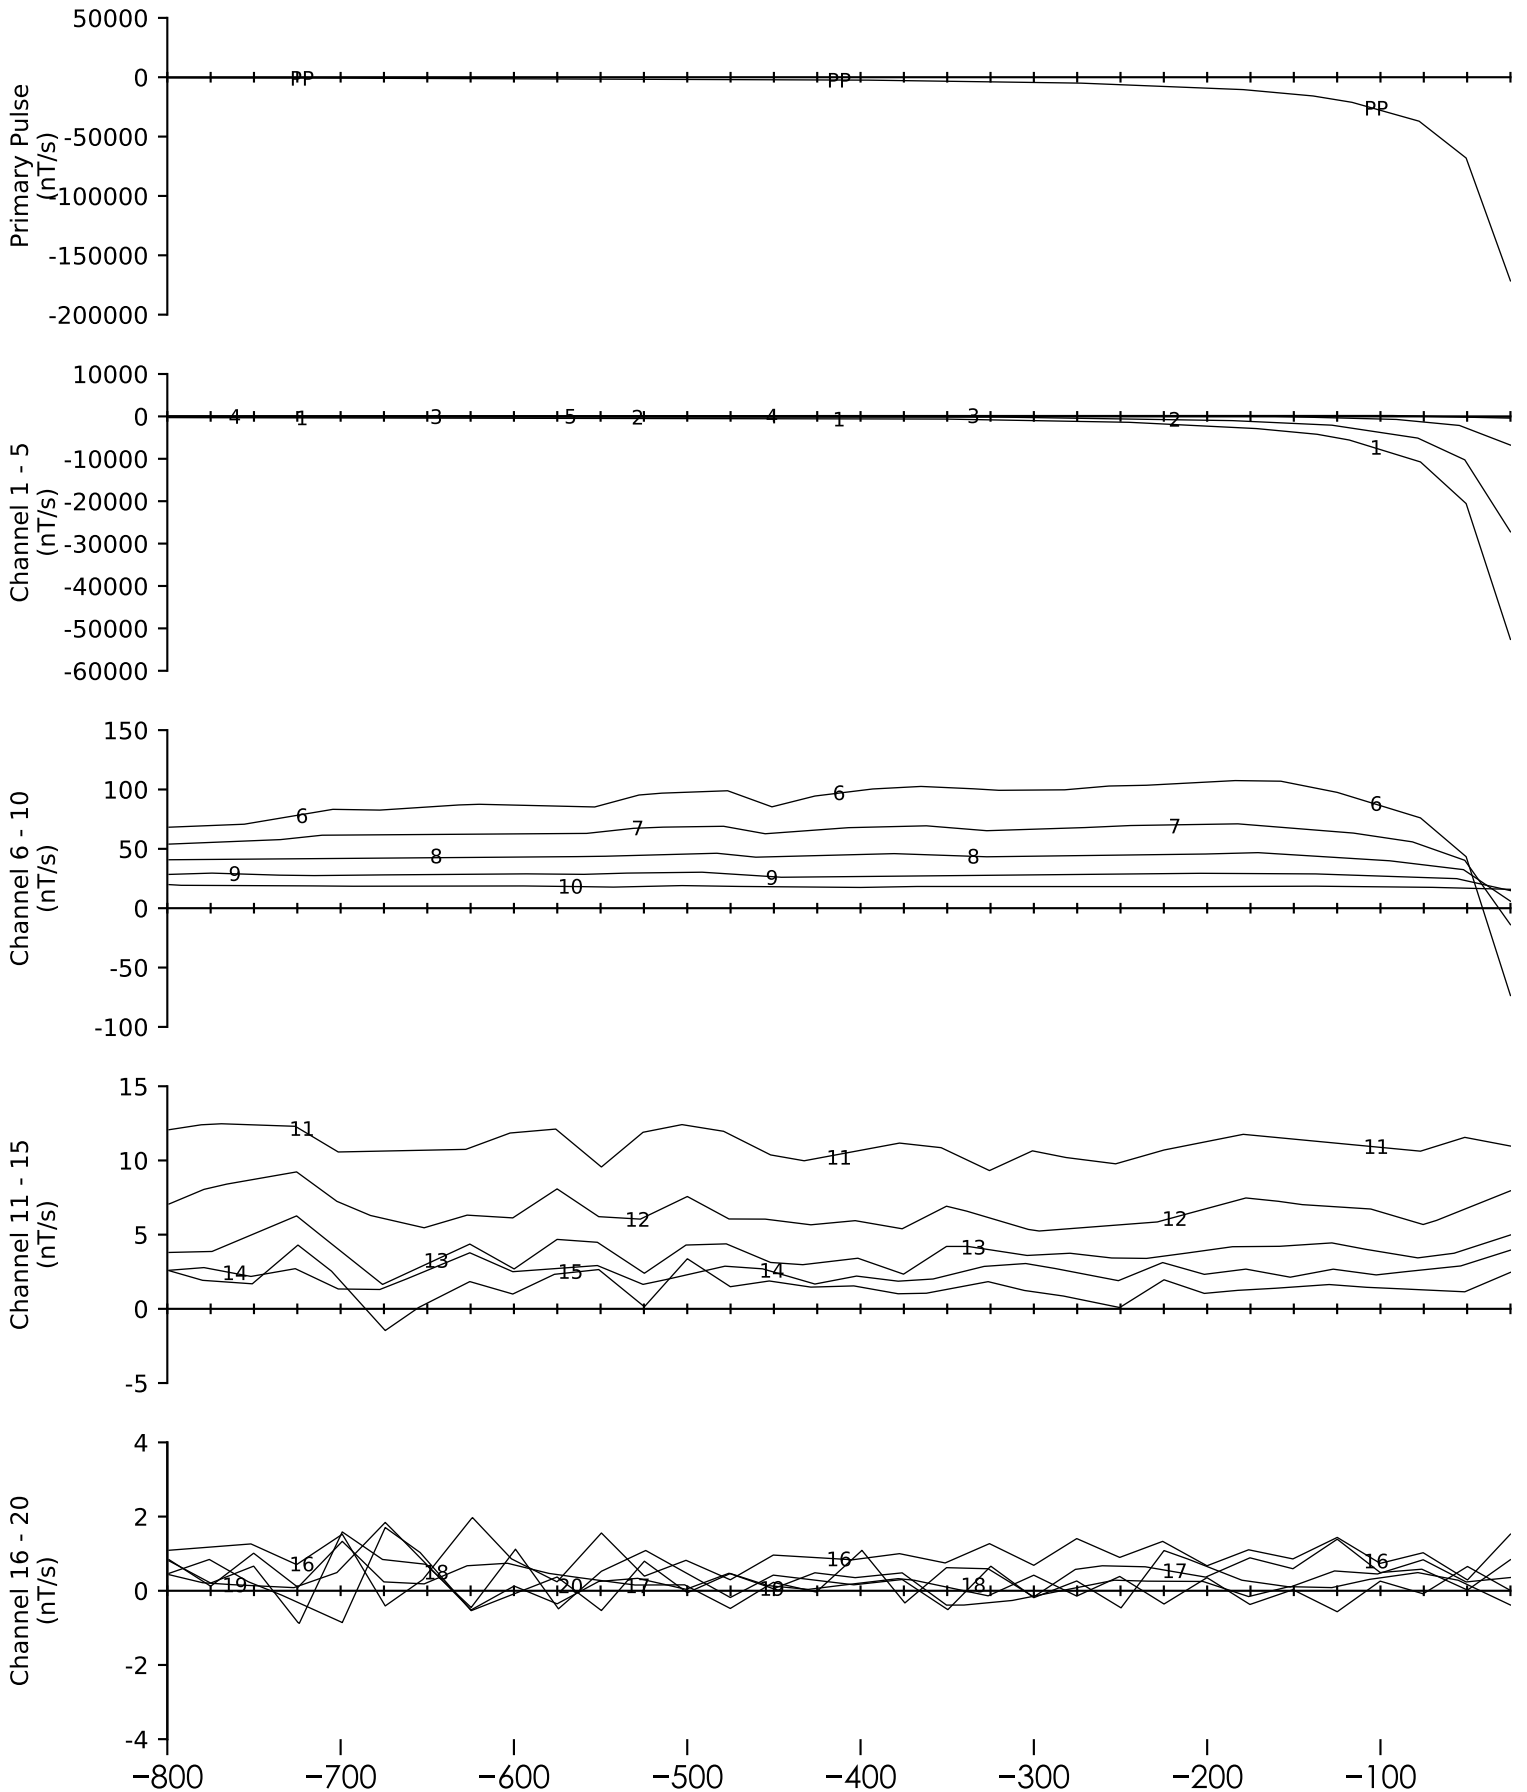 50000
0
-50000
-100000
-150000
-200000
Primary Pulse
(nT/s)
PP PP PP
10000
0
-10000
-20000
-30000
-40000
-50000
-60000
Channel 1 - 5
(nT/s)
4 1 3 5 2 4 1 3 2 1
150
100
50
0
-50
-100
Channel 6 - 10
(nT/s)
6 6 6
7 7
8 8
9 9
10
15
10
5
0
-5
Channel 11 - 15
(nT/s)
11 11 11
12 12
13 13
14 14
15
4
2
0
-2
-4
Channel 16 - 20
(nT/s)
16 16 16
17 17
18 18
19 19
20
−800 −700 −600 −500 −400 −300 −200 −100